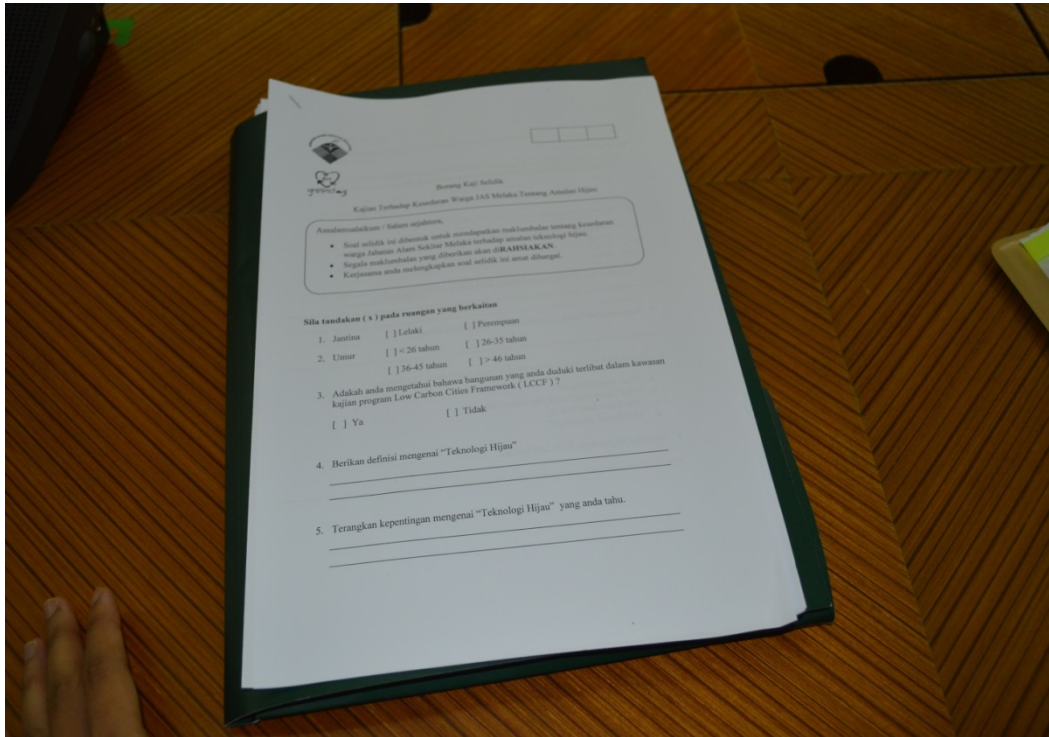 Borang Kaji Selidik
Kajian Terhadap Kesedaran Warga JAS Melaka Tentang Amalan Hijau
Assalamualaikum / Salam sejahtera,
• Soal selidik ini dibentuk untuk mendapatkan maklumbalas tentang kesedaran
warga Jabatan Alam Sekitar Melaka terhadap amalan teknologi hijau.
• Segala maklumbalas yang diberikan akan diRAHSIAKAN.
• Kerjasama anda melengkapkan soal selidik ini amat dihargai.
Sila tandakan ( x ) pada ruangan yang berkaitan
1. Jantina [ ] Lelaki [ ] Perempuan
2. Umur [ ] < 26 tahun [ ] 26-35 tahun
[ ] 36-45 tahun [ ] > 46 tahun
3. Adakah anda mengetahui bahawa bangunan yang anda duduki terlibat dalam kawasan
kajian program Low Carbon Cities Framework ( LCCF ) ?
[ ] Ya [ ] Tidak
4. Berikan definisi mengenai “Teknologi Hijau”
5. Terangkan kepentingan mengenai “Teknologi Hijau” yang anda tahu.